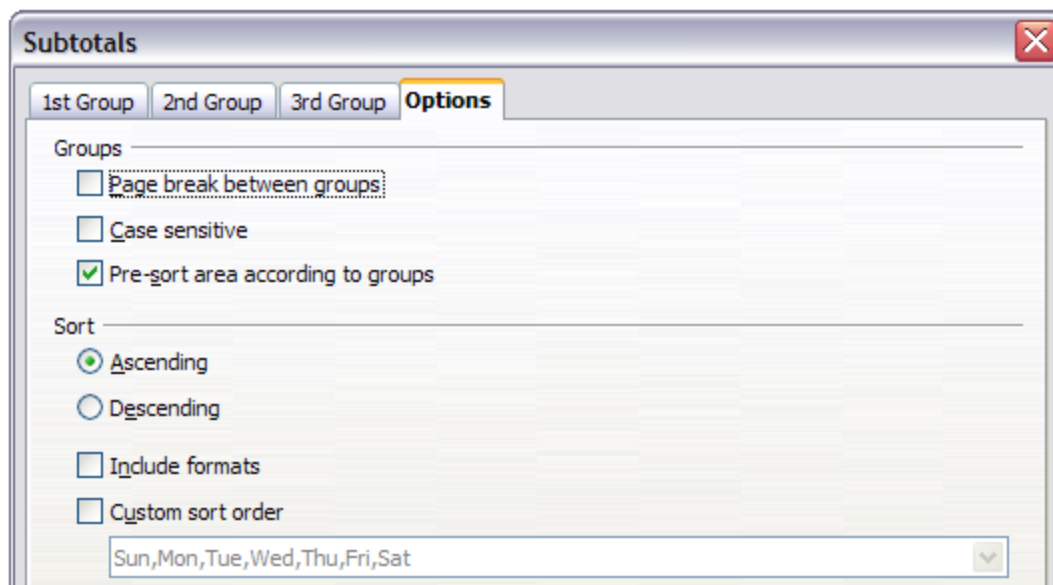 Subtotals
1st Group 2nd Group 3rd Group Options
Groups
Page break between groups
Case sensitive
Pre-sort area according to groups
Sort
Ascending
Descending
Include formats
Custom sort order
Sun,Mon,Tue,Wed,Thu,Fri,Sat